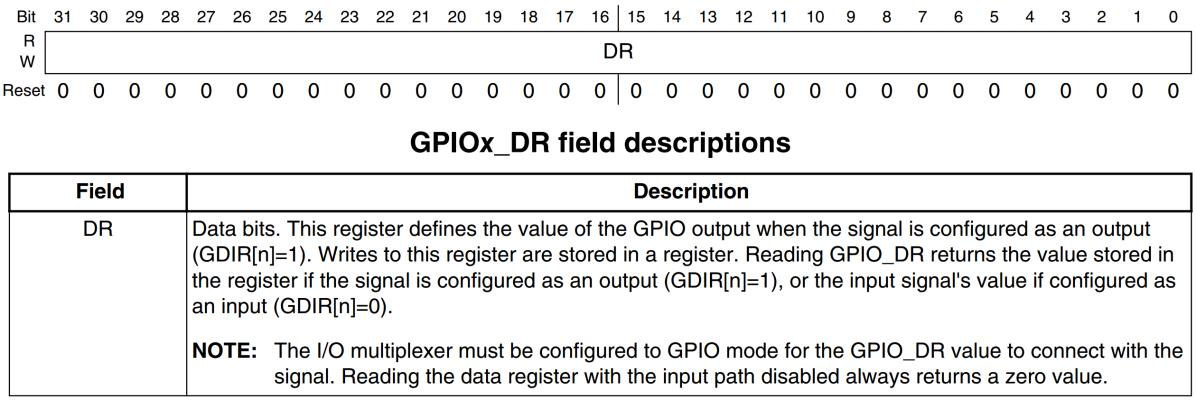 Bit 31 30 29 28 27 26 25 24 23 22 21 20 19 18 17 16 15 14 13 12 11 10 9 8 7 6 5 4 3 2 1 0
R
DR
W
Reset 0 0 0 0 0 0 0 0 0 0 0 0 0 0 0 0 0 0 0 0 0 0 0 0 0 0 0 0 0 0 0 0
GPIOx_DR field descriptions
Field Description
DR Data bits. This register defines the value of the GPIO output when the signal is configured as an output
(GDIR[n]=1). Writes to this register are stored in a register. Reading GPIO_DR returns the value stored in
the register if the signal is configured as an output (GDIR[n]=1), or the input signal's value if configured as
an input (GDIR[n]=0).
NOTE: The I/O multiplexer must be configured to GPIO mode for the GPIO_DR value to connect with the
signal. Reading the data register with the input path disabled always returns a zero value.